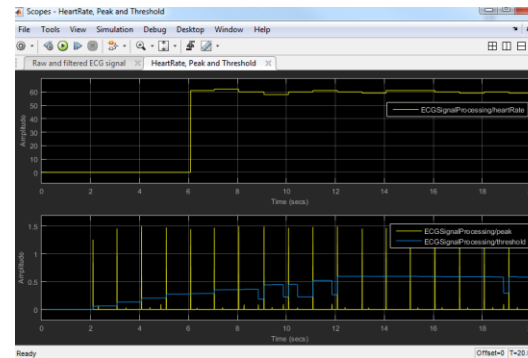 Scopes - HeartRate, Peak and Threshold
File Tools View Simulation Debug Desktop Window Help
Raw and filtered ECG signal HeartRate, Peak and Threshold
60
50
40
30
20
10
0
Amplitude
ECGSignalProcessing/heartRate
0 2 4 6 8 10 12 14 16 18
Time (secs)
1.5
1
0.5
0
Amplitude
ECGSignalProcessing/peak
ECGSignalProcessing/threshold
0 2 4 6 8 10 12 14 16 18
Time (secs)
Ready Offset=0 T=20.